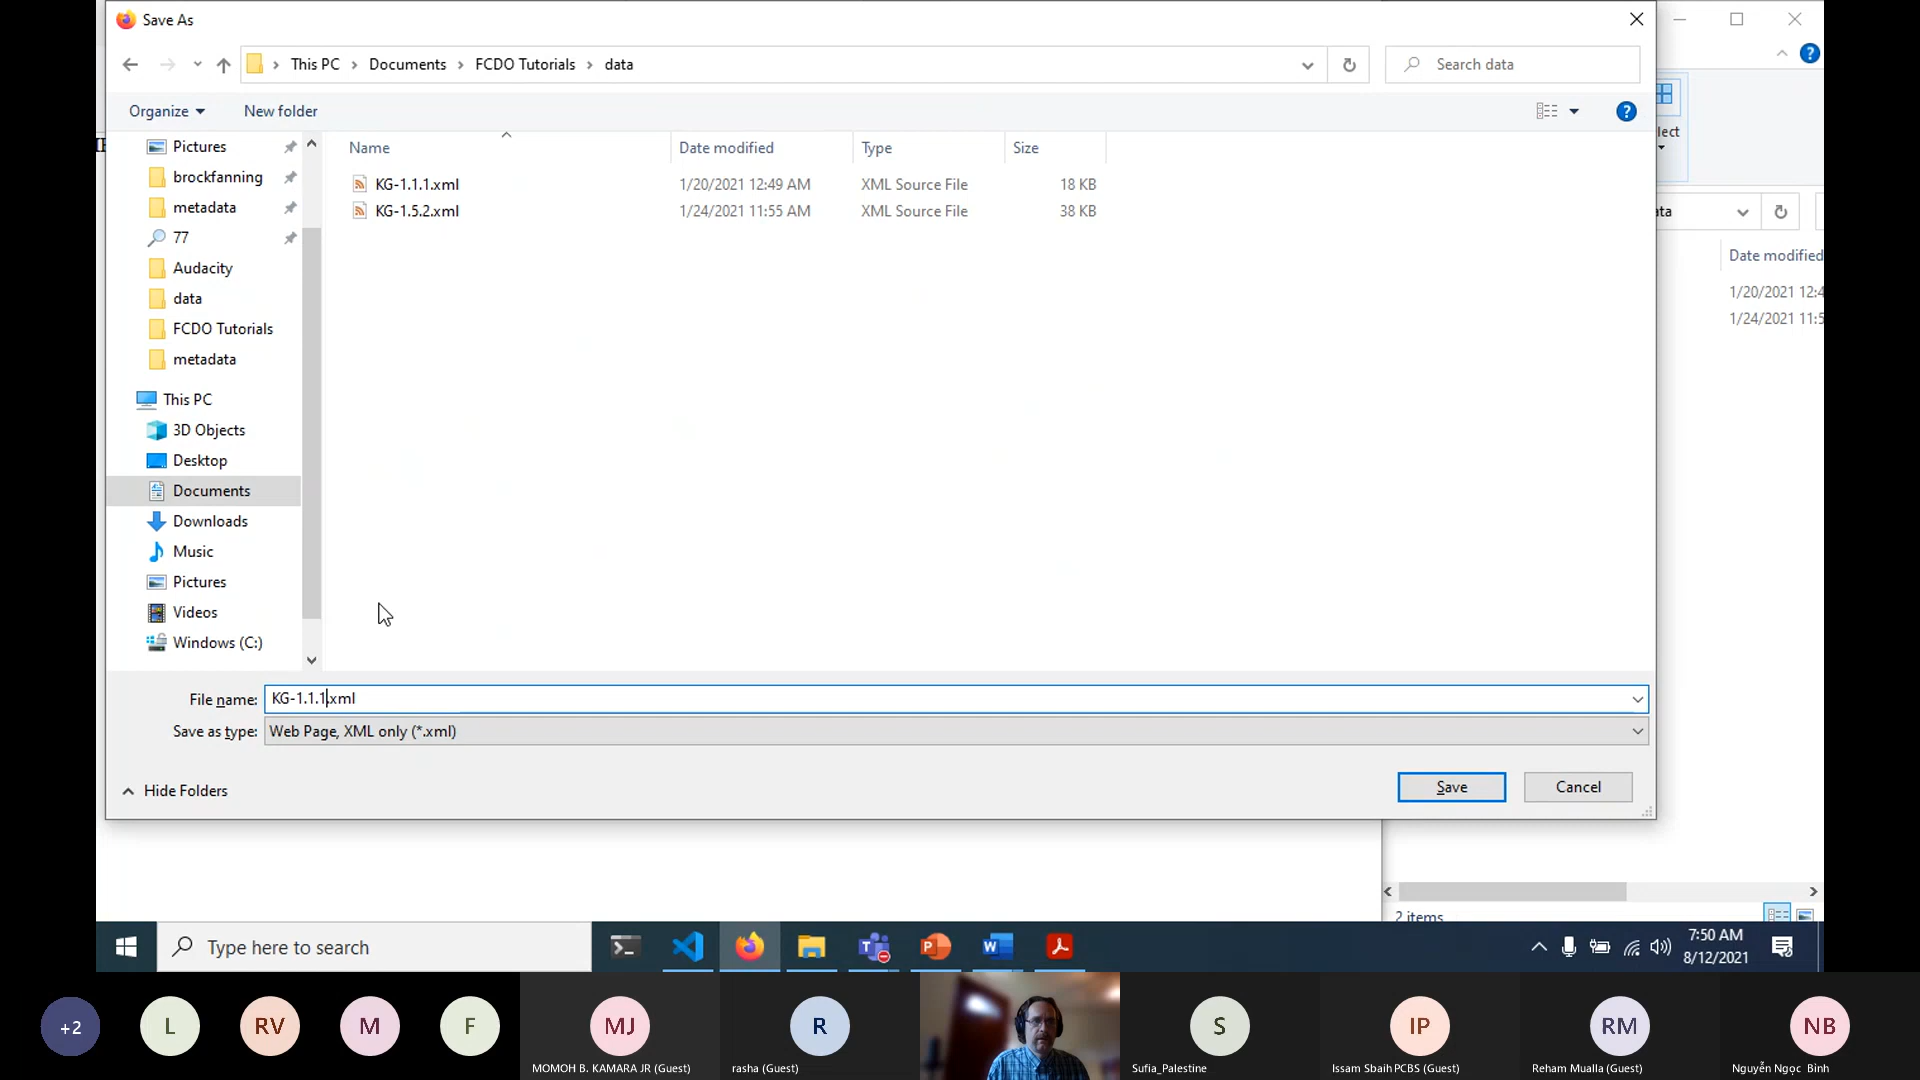 Save As
This PC > Documents > FCDO Tutorials > data
Search data
Organize
New folder
lect
Name
Date modified
Type
Size
KG-1.1.1.xml
1/20/2021 12:49 AM
XML Source File
18 KB
KG-1.5.2.xml
1/24/2021 11:55 AM
XML Source File
38 KB
Pictures
brockfanning
metadata
77
Audacity
data
FCDO Tutorials
metadata
This PC
3D Objects
Desktop
Documents
Downloads
Music
Pictures
Videos
Windows (C:)
ata
Date modified
1/20/2021 12:4
1/24/2021 11:5
File name:
KG-1.1.1.xml
Save as type:
Web Page, XML only (*.xml)
Hide Folders
Save
Cancel
2 items
Type here to search
7:50 AM
8/12/2021
+2
L
RV
M
F
MJ
R
S
IP
RM
NB
MOMOH B. KAMARA JR (Guest)
rasha (Guest)
Sufia_Palestine
Issam Sbaih PCBS (Guest)
Reham Mualla (Guest)
Nguyễn Ngọc Bình